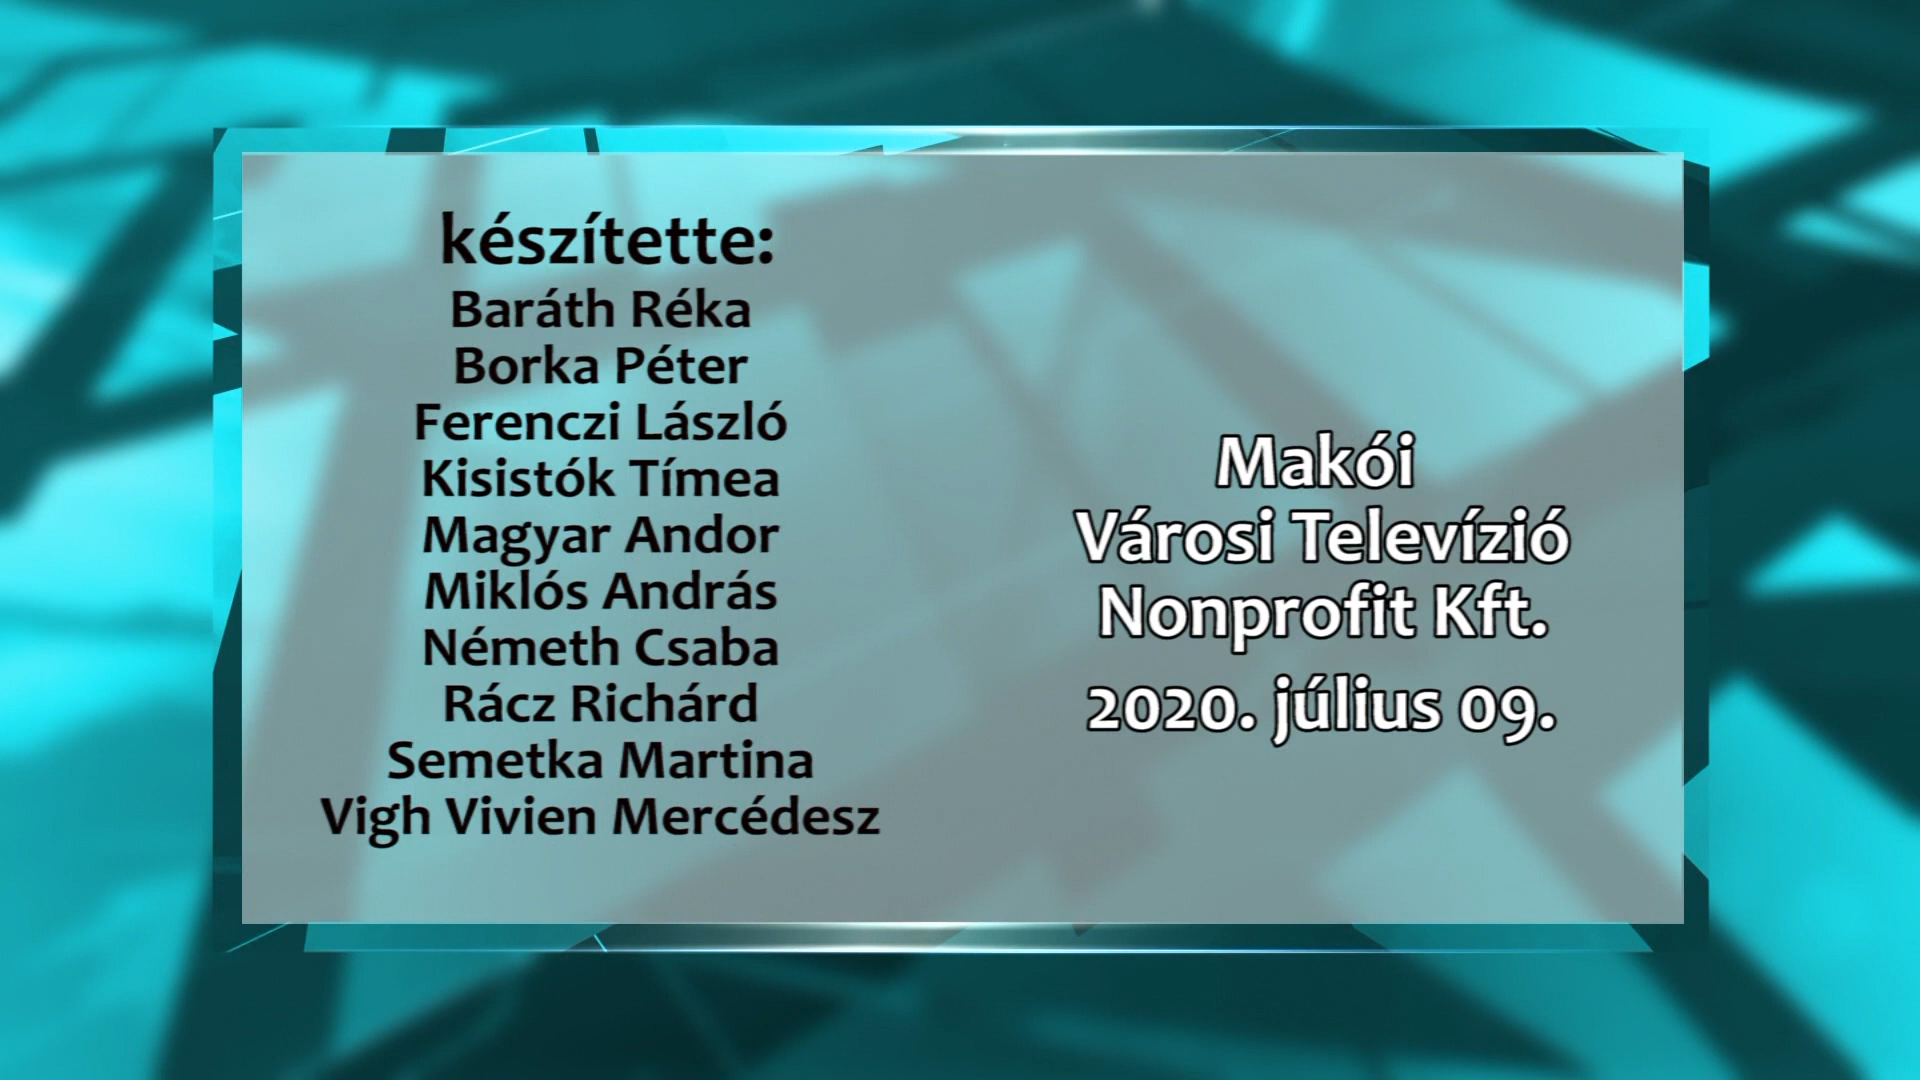 készítette:
Baráth Réka
Borka Péter
Ferenczi László
Kisistók Tímea
Magyar Andor
Miklós András
Németh Csaba
Rácz Richárd
Semetka Martina
Vigh Vivien Mercédesz
Makói
Városi Televízió
Nonprofit Kft.
2020. július 09.